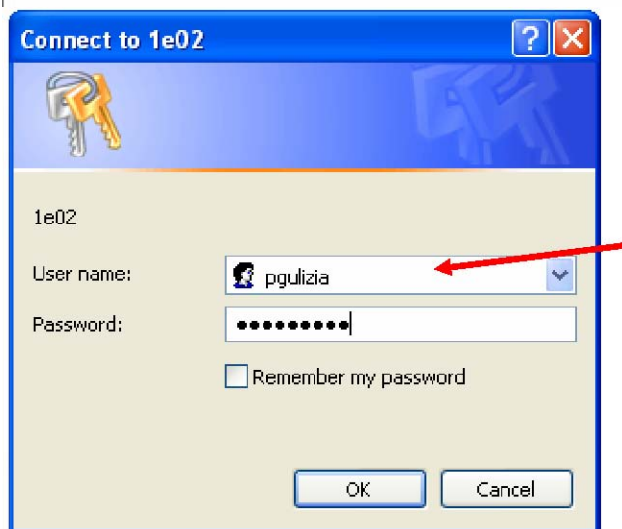 Connect to 1e02
1e02
User name: pgulizia
Password: •••••••••
Remember my password
OK Cancel